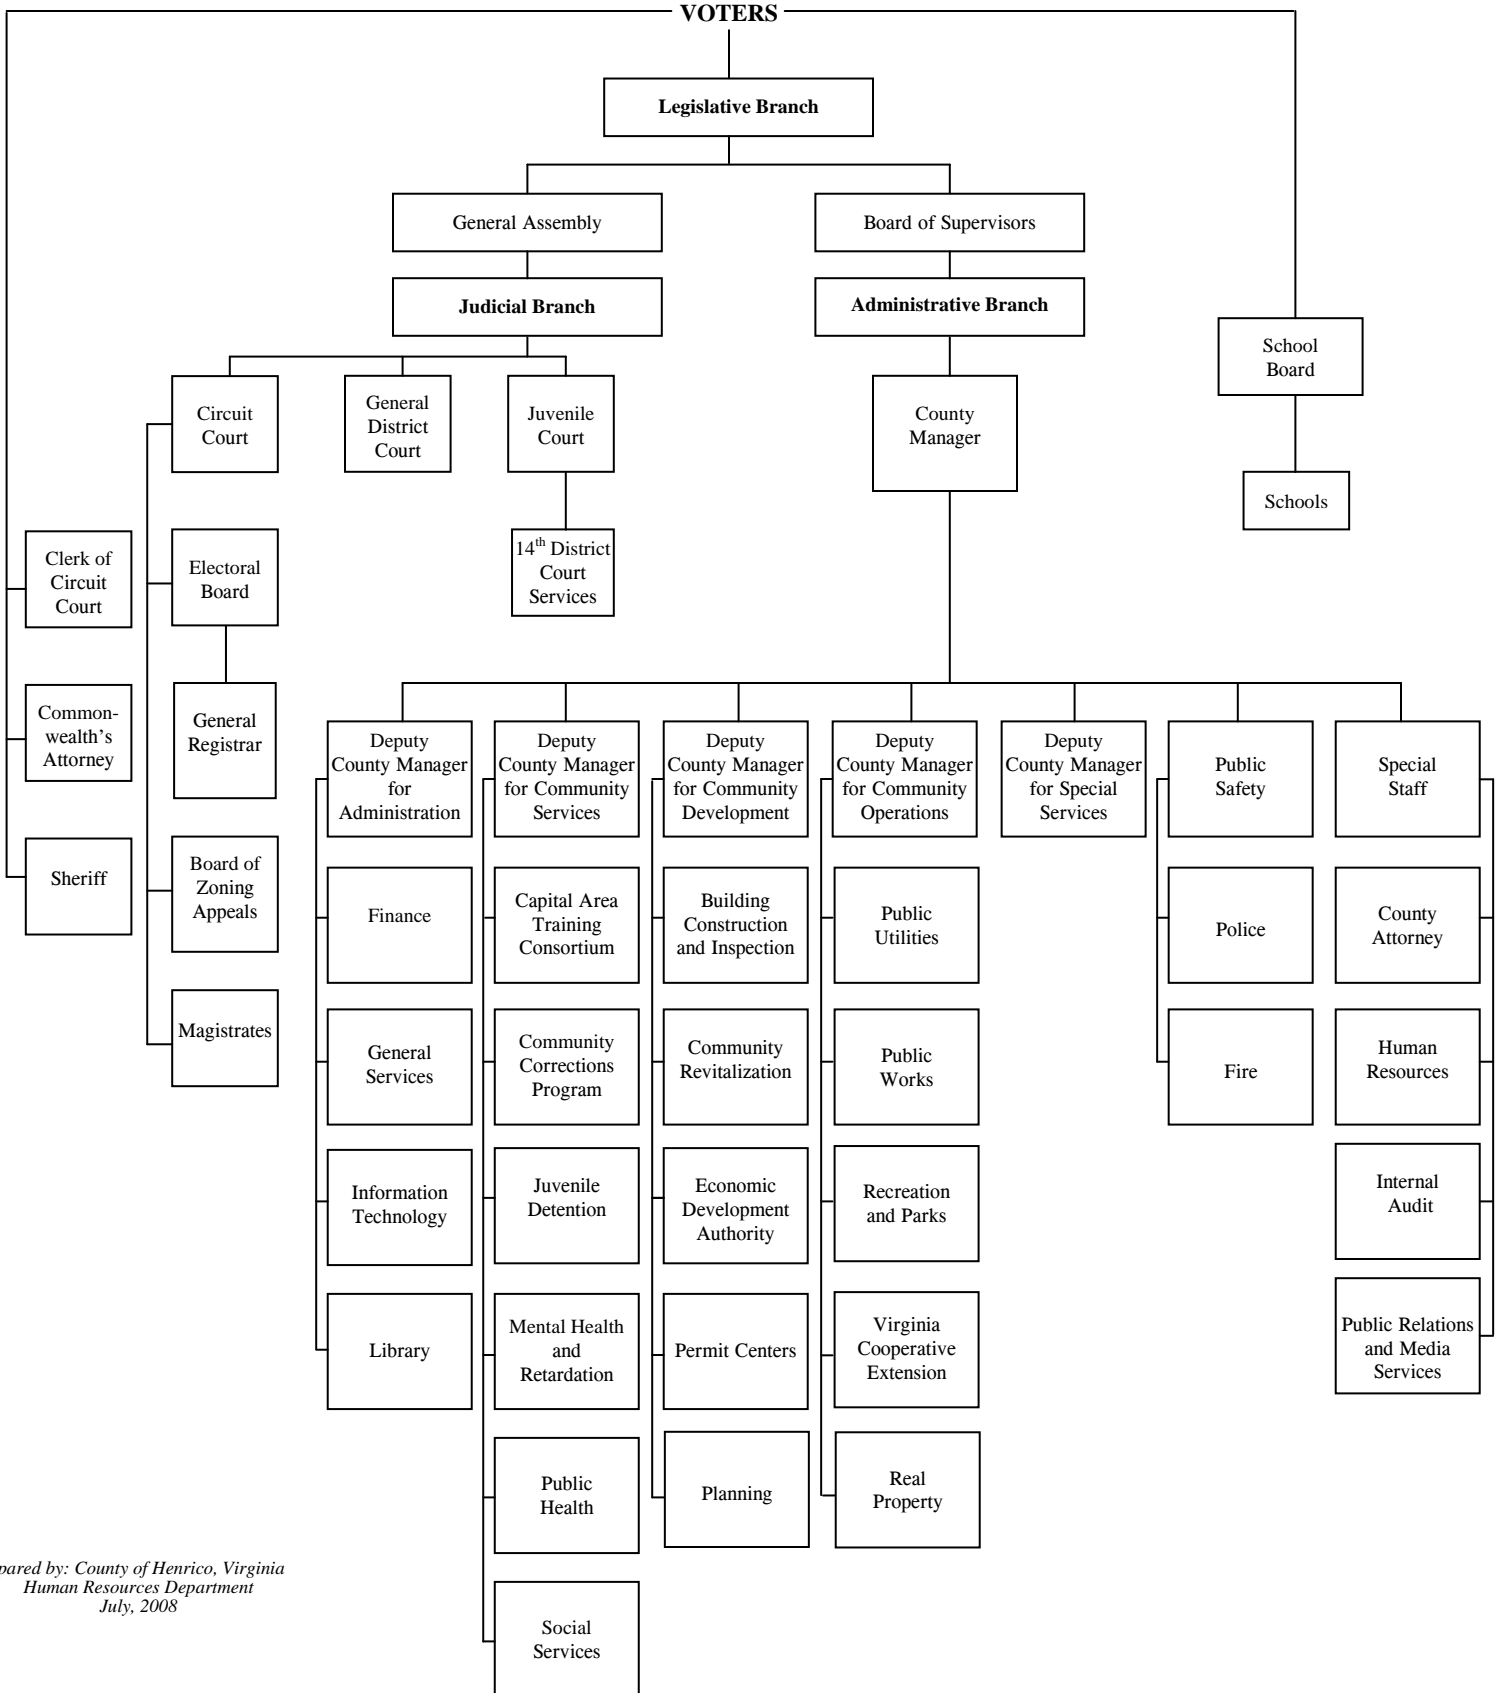 VOTERS
Legislative Branch
General Assembly
Board of Supervisors
Judicial Branch
Administrative Branch
School
Board
Circuit
Court
General
District
Court
Juvenile
Court
County
Manager
Schools
14th District
Court
Services
Clerk of
Circuit
Court
Electoral
Board
Common-
wealth's
Attorney
General
Registrar
Sheriff
Board of
Zoning
Appeals
Magistrates
Deputy
County Manager
for
Administration
Finance
General
Services
Information
Technology
Library
Deputy
County Manager
for Community
Services
Capital Area
Training
Consortium
Community
Corrections
Program
Juvenile
Detention
Mental Health
and
Retardation
Public
Health
Social
Services
Deputy
County Manager
for Community
Development
Building
Construction
and Inspection
Community
Revitalization
Economic
Development
Authority
Permit Centers
Planning
Deputy
County Manager
for Community
Operations
Public
Utilities
Public
Works
Recreation
and Parks
Virginia
Cooperative
Extension
Real
Property
Deputy
County Manager
for Special
Services
Public
Safety
Police
Fire
Special
Staff
County
Attorney
Human
Resources
Internal
Audit
Public Relations
and Media
Services
pared by: County of Henrico, Virginia
Human Resources Department
July, 2008